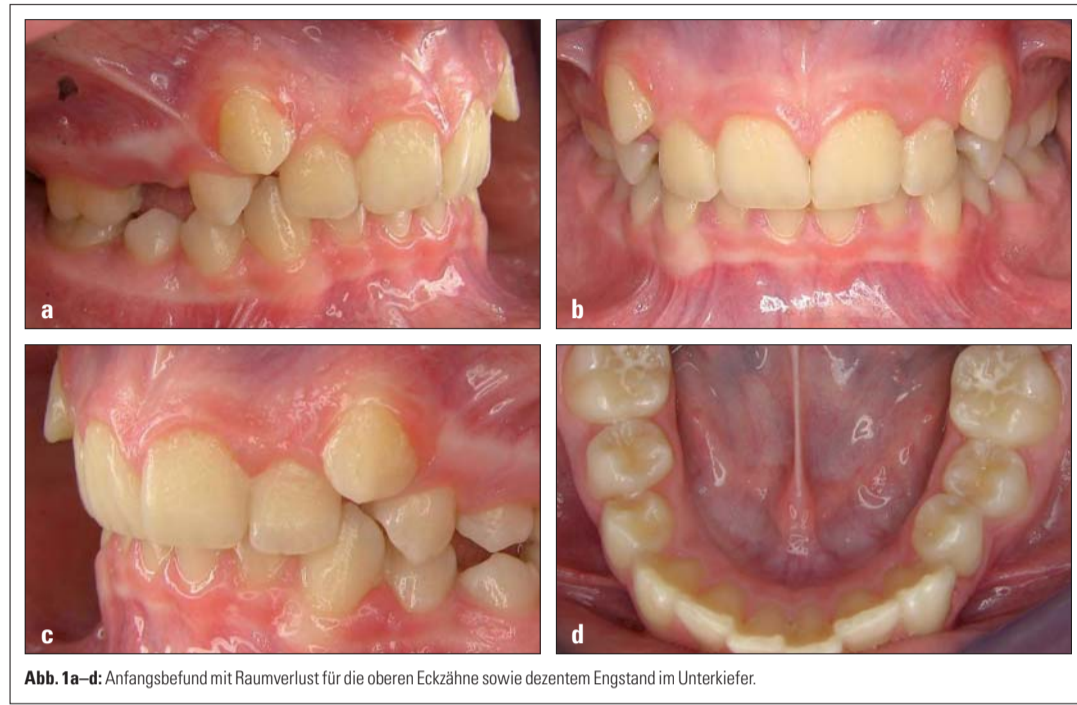 a
b
c
d
Abb. 1a–d: Anfangsbefund mit Raumverlust für die oberen Eckzähne sowie dezentem Engstand im Unterkiefer.